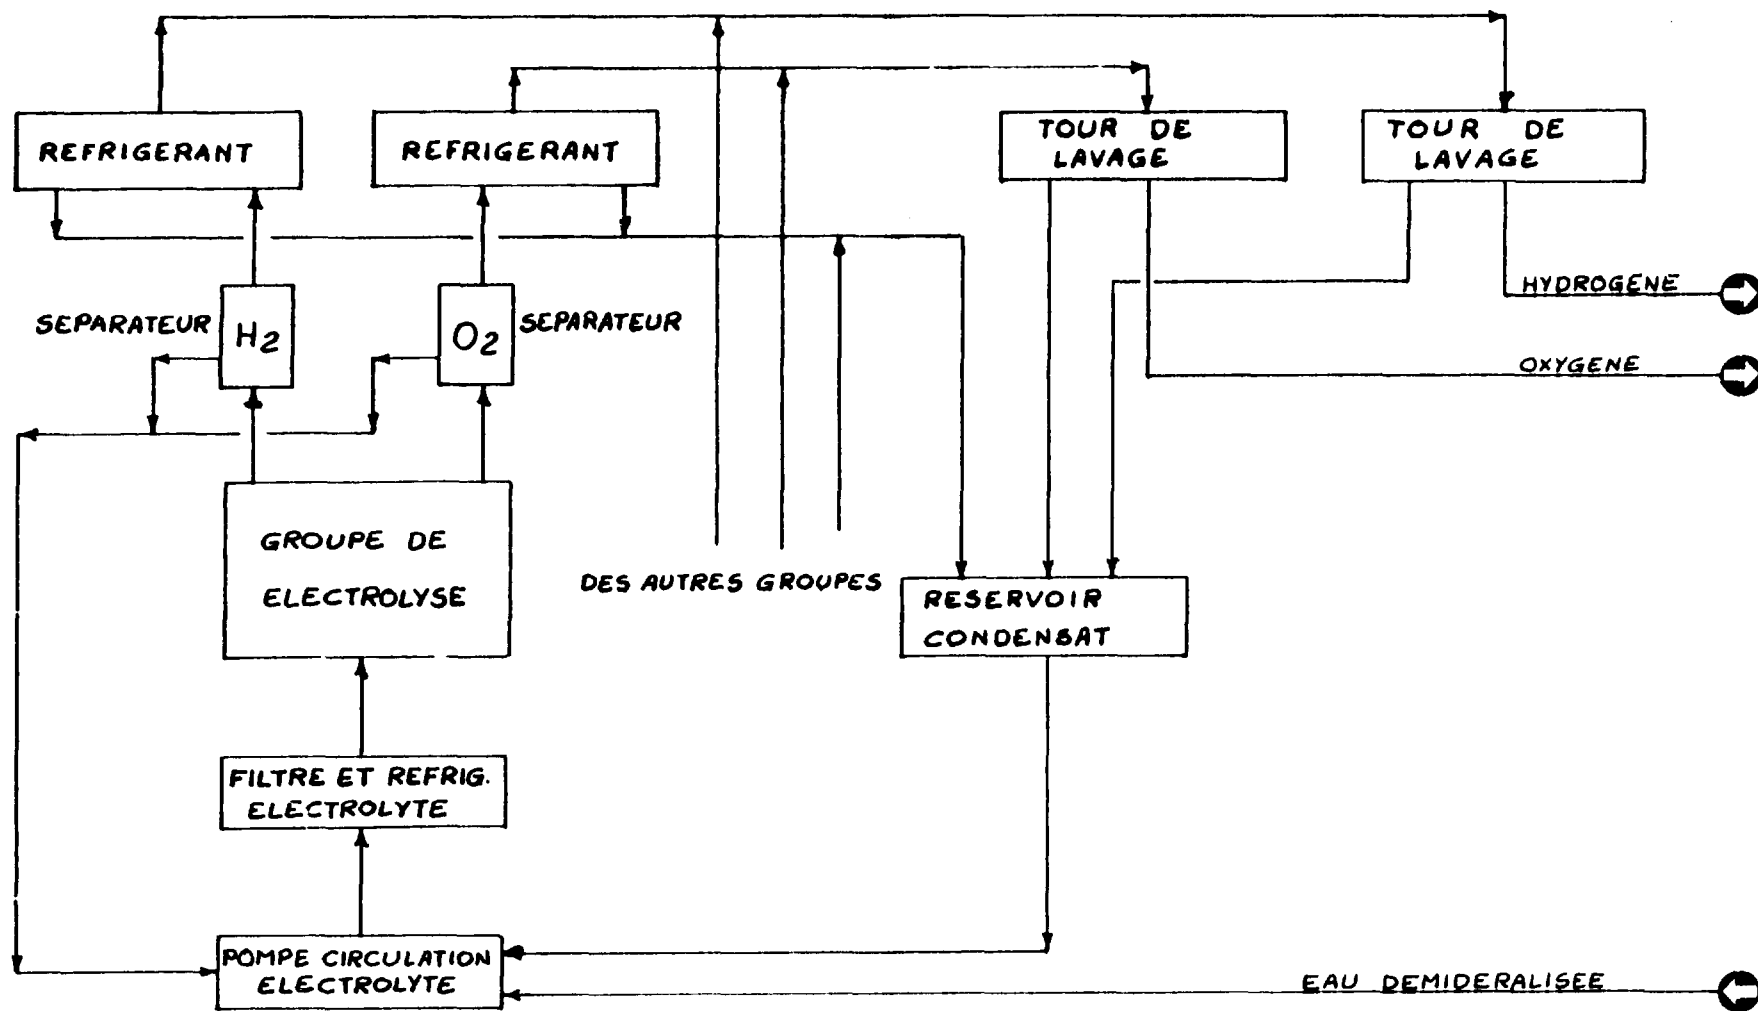 REFRIGERANT
REFRIGERANT
TOUR DE
LAVAGE
TOUR DE
LAVAGE
HYDROGENE
SEPARATEUR
H2
O2
SEPARATEUR
OXYGENE
GROUPE DE
ELECTROLYSE
DES AUTRES GROUPES
RESERVOIR
CONDENSAT
FILTRE ET REFRIG.
ELECTROLYTE
POMPE CIRCULATION
ELECTROLYTE
EAU DEMIDERALISEE